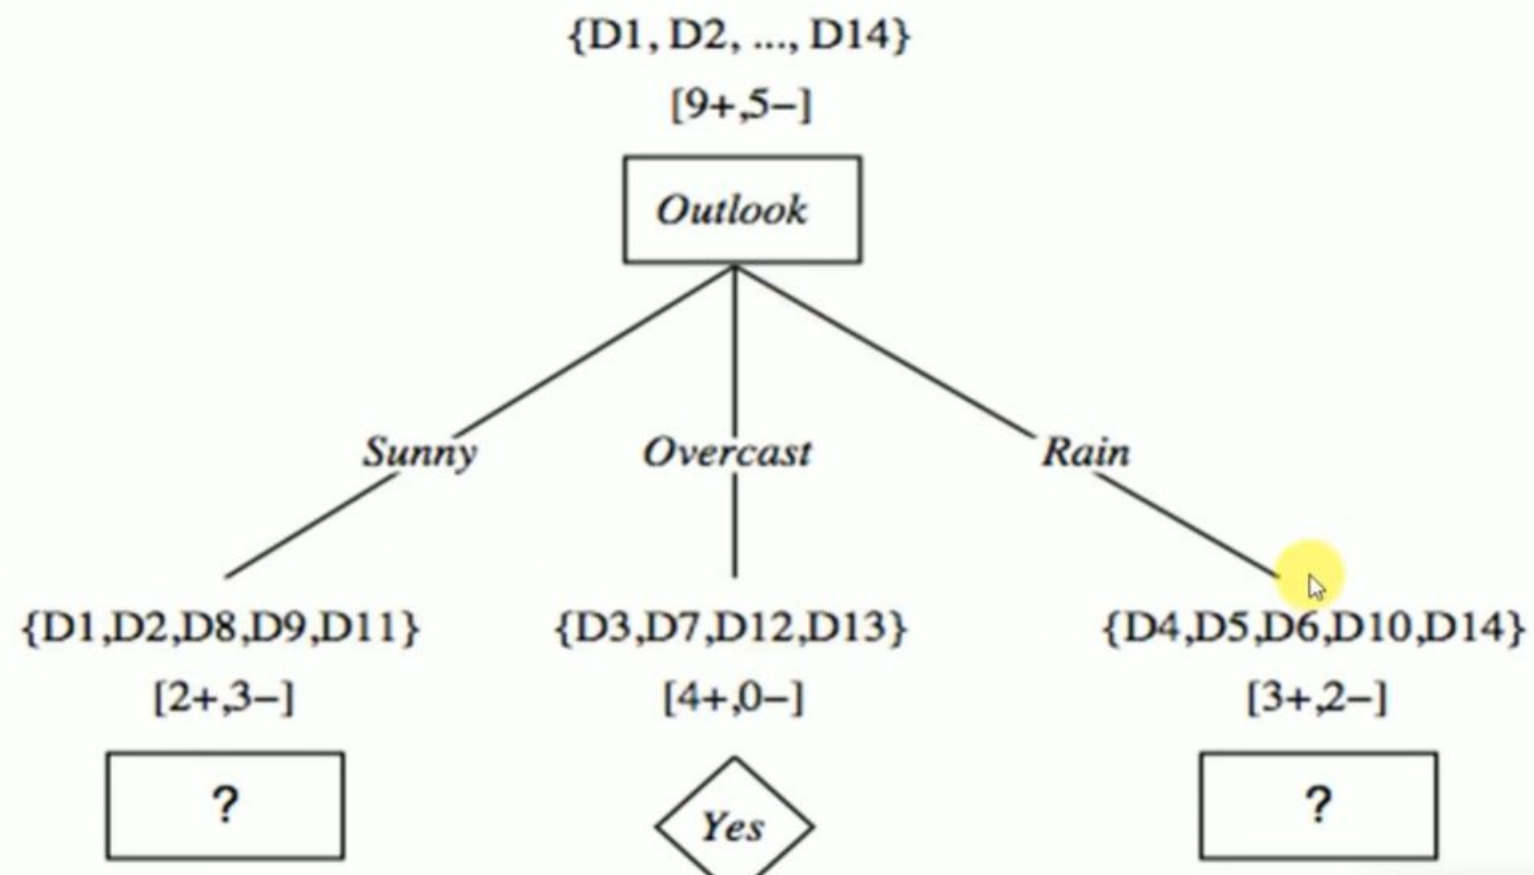 {D1, D2, ..., D14}
[9+,5−]
Outlook
Sunny
Overcast
Rain
{D1,D2,D8,D9,D11}
{D3,D7,D12,D13}
{D4,D5,D6,D10,D14}
[2+,3−]
[4+,0−]
[3+,2−]
?
Yes
?